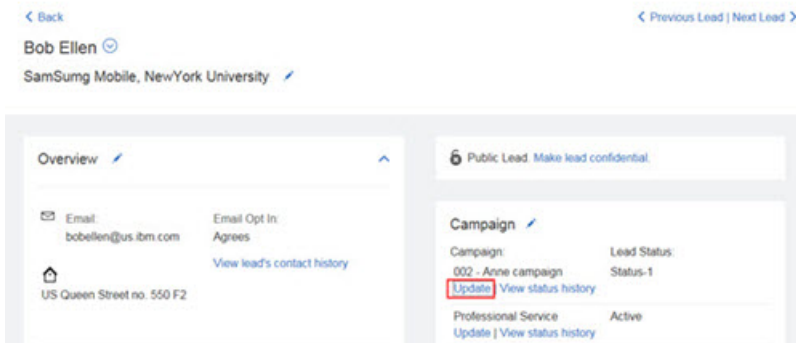 Back
Previous Lead | Next Lead
Bob Ellen
SamSumg Mobile, NewYork University
Overview
Email:
bobellen@us.ibm.com
Email Opt In:
Agrees
View lead's contact history
US Queen Street no. 550 F2
Public Lead. Make lead confidential.
Campaign
Campaign:
Lead Status:
002 - Anne campaign
Status-1
Update | View status history
Professional Service
Active
Update | View status history